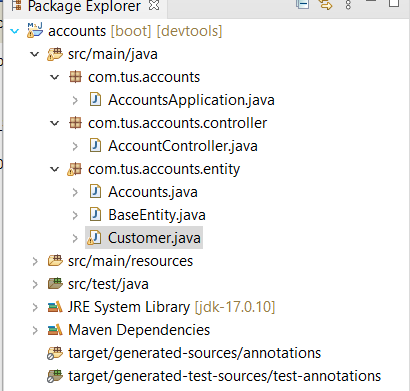 Package Explorer
accounts [boot] [devtools]
src/main/java
com.tus.accounts
AccountsApplication.java
com.tus.accounts.controller
AccountController.java
com.tus.accounts.entity
Accounts.java
BaseEntity.java
Customer.java
src/main/resources
src/test/java
JRE System Library [jdk-17.0.10]
Maven Dependencies
target/generated-sources/annotations
target/generated-test-sources/test-annotations